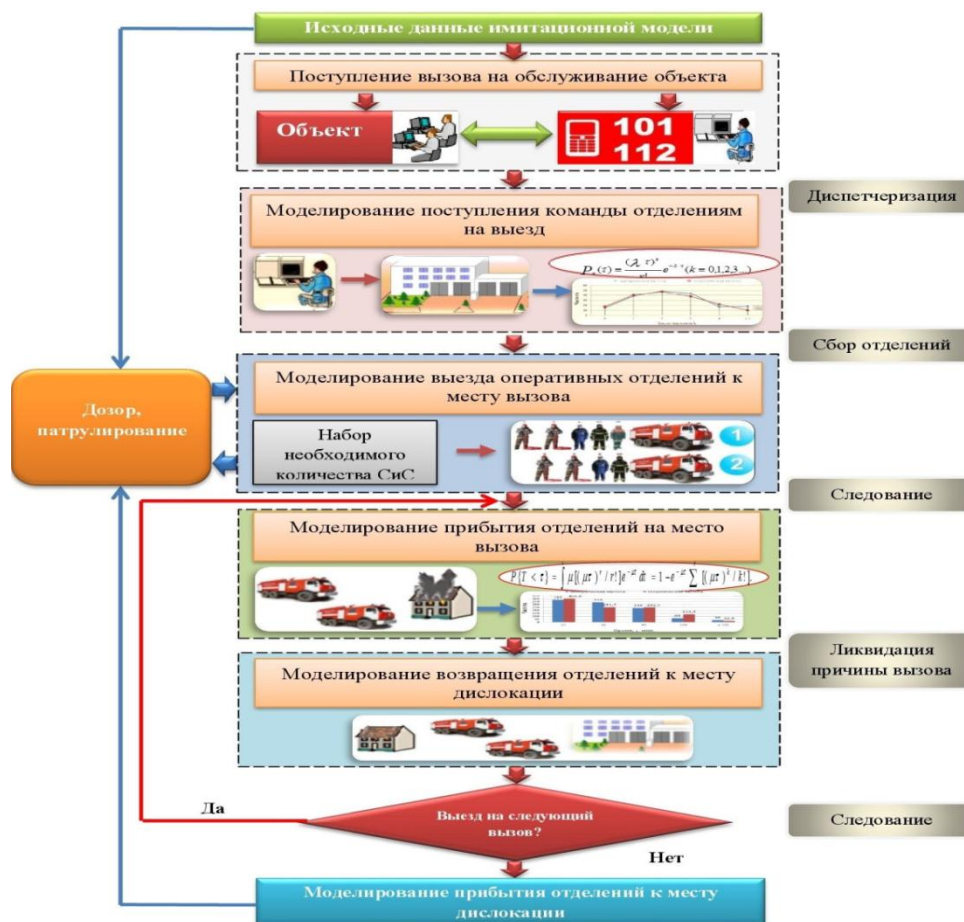 Исходные данные имитационной модели
Поступление вызова на обслуживание объекта
Объект
101
112
Диспетчеризация
Моделирование поступления команды отделениям
на выезд
Сбор отделений
Моделирование выезда оперативных отделений к
месту вызова
Дозор,
патрулирование
Набор
необходимого
количества СиС
1
2
Следование
Моделирование прибытия отделений на место
вызова
Ликвидация
причины вызова
Моделирование возвращения отделений к месту
дислокации
Да
Выезд на следующий
вызов?
Следование
Нет
Моделирование прибытия отделений к месту
дислокации